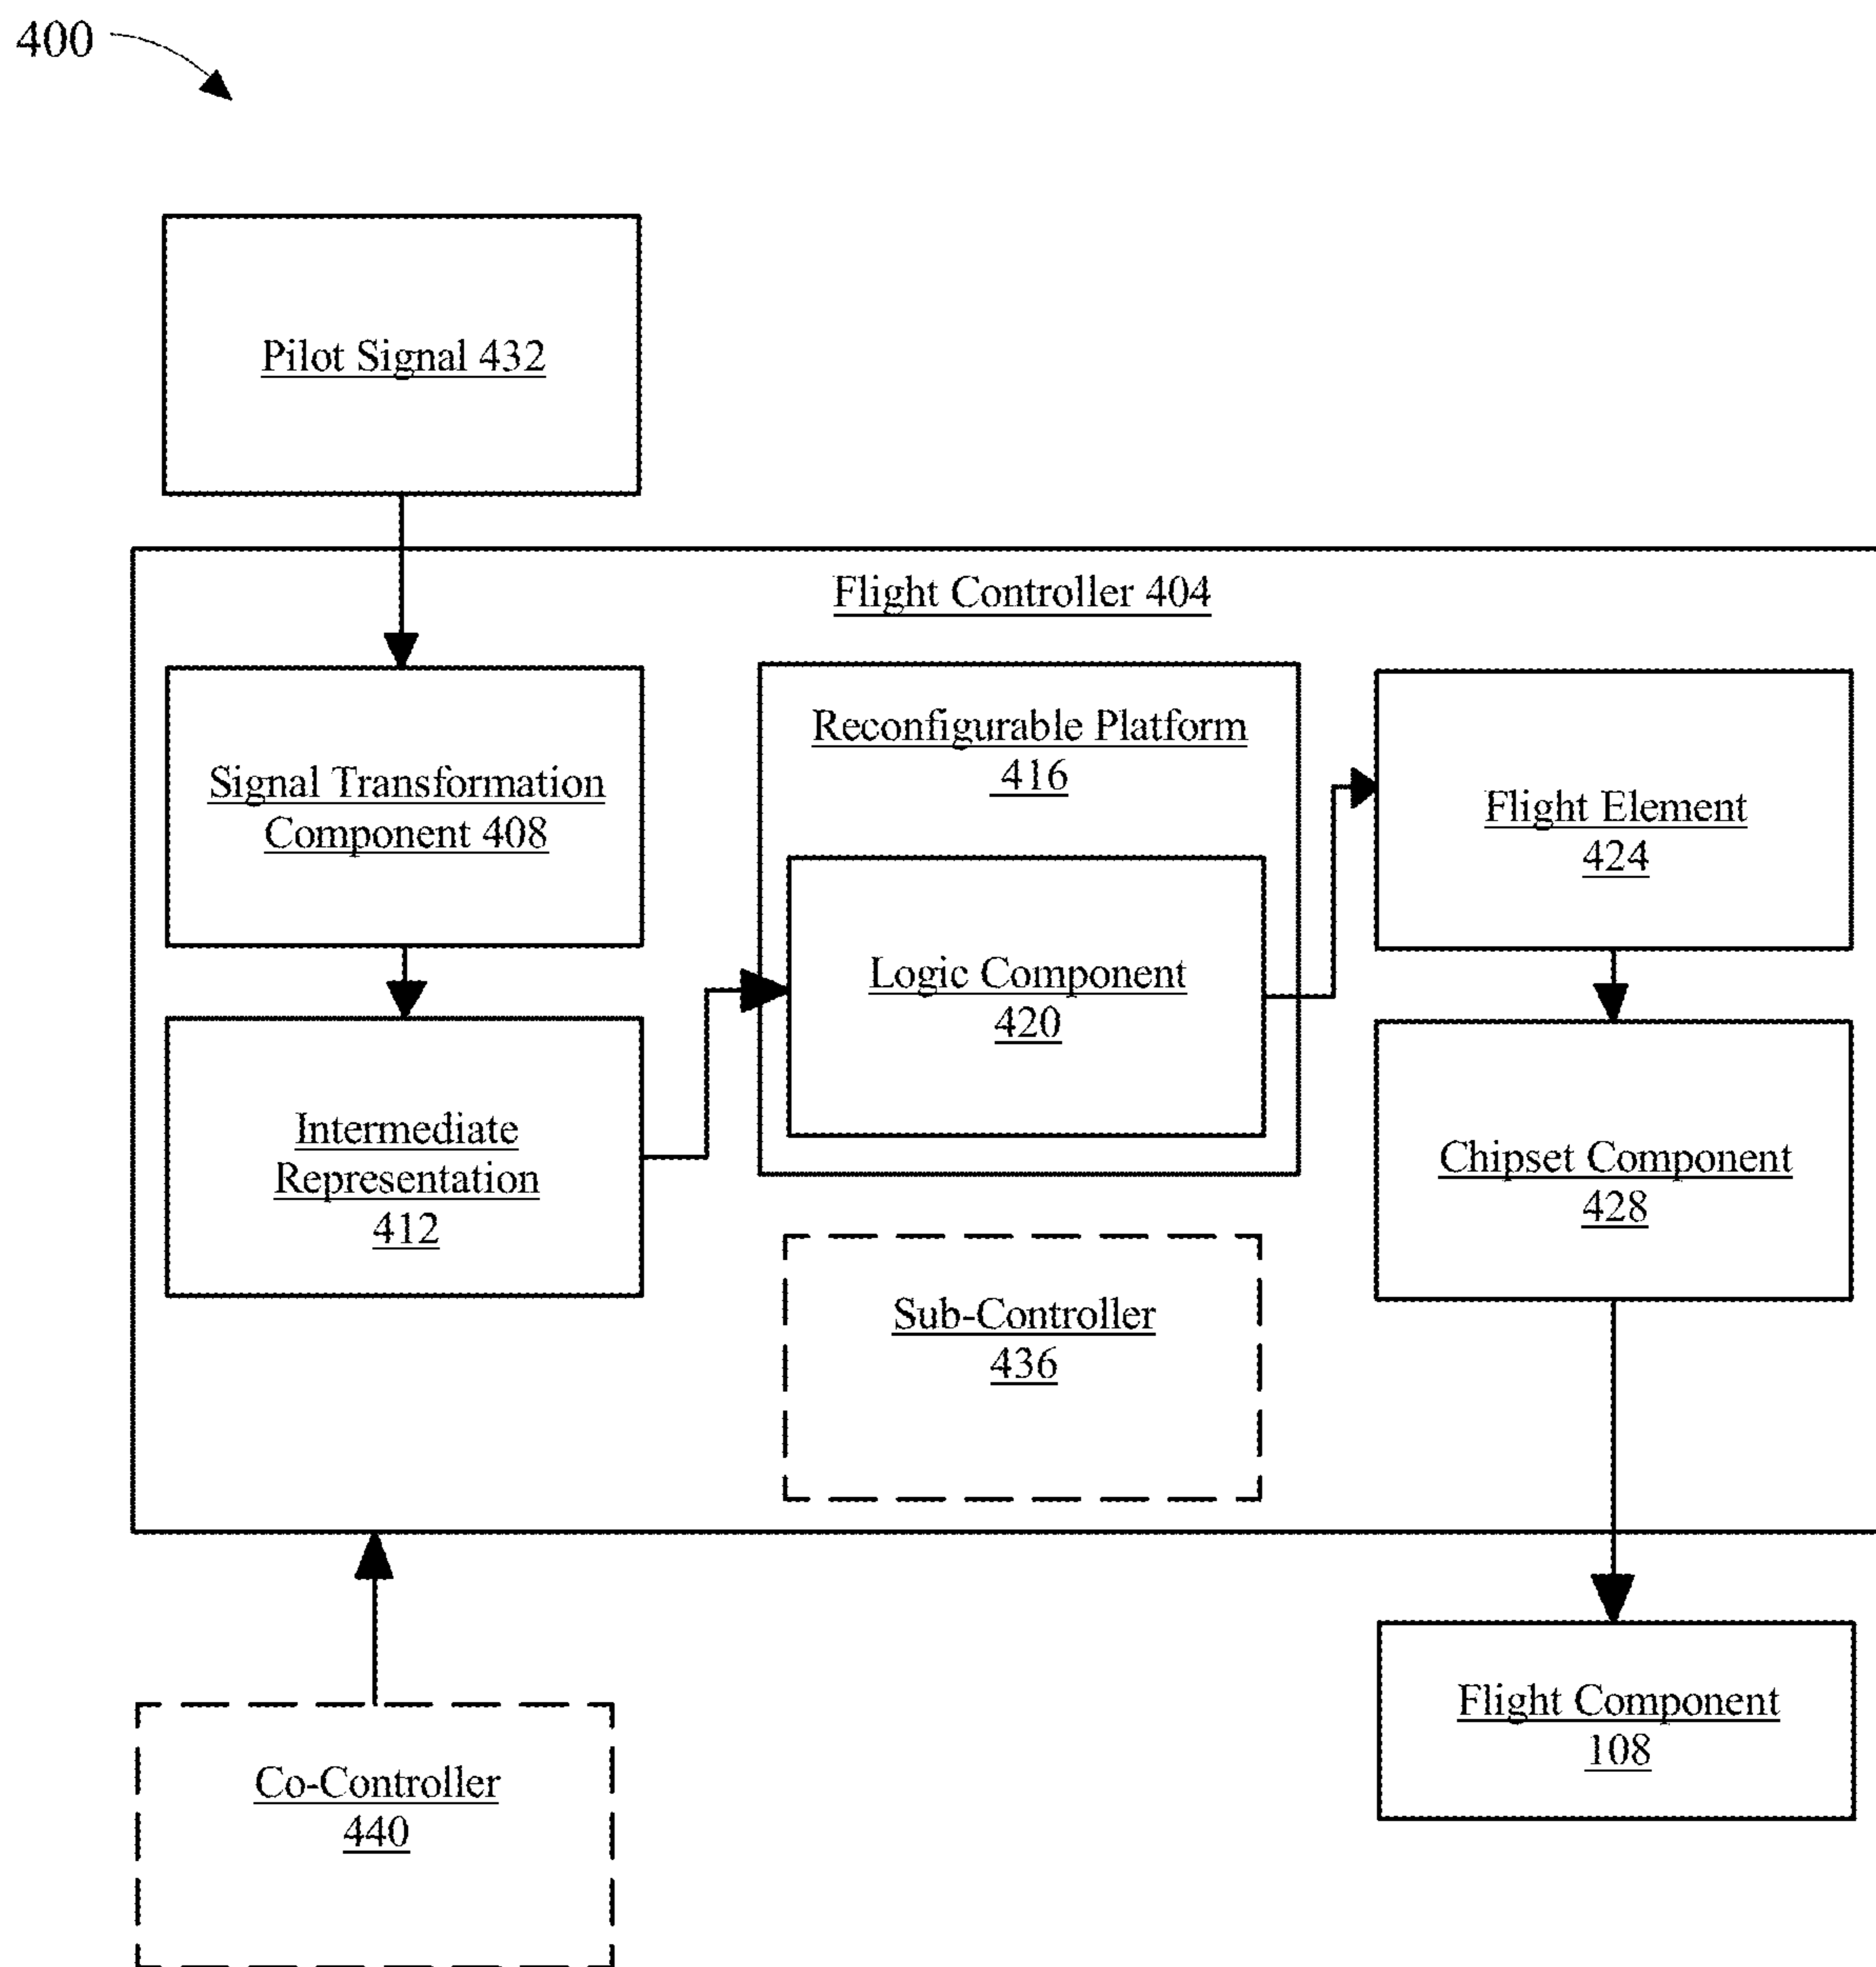 400
Pilot Signal 432
Flight Controller 404
Signal Transformation
Component 408
Reconfigurable Platform
416
Flight Element
424
Logic Component
420
Intermediate
Representation
412
Chipset Component
428
Sub-Controller
436
Flight Component
108
Co-Controller
440